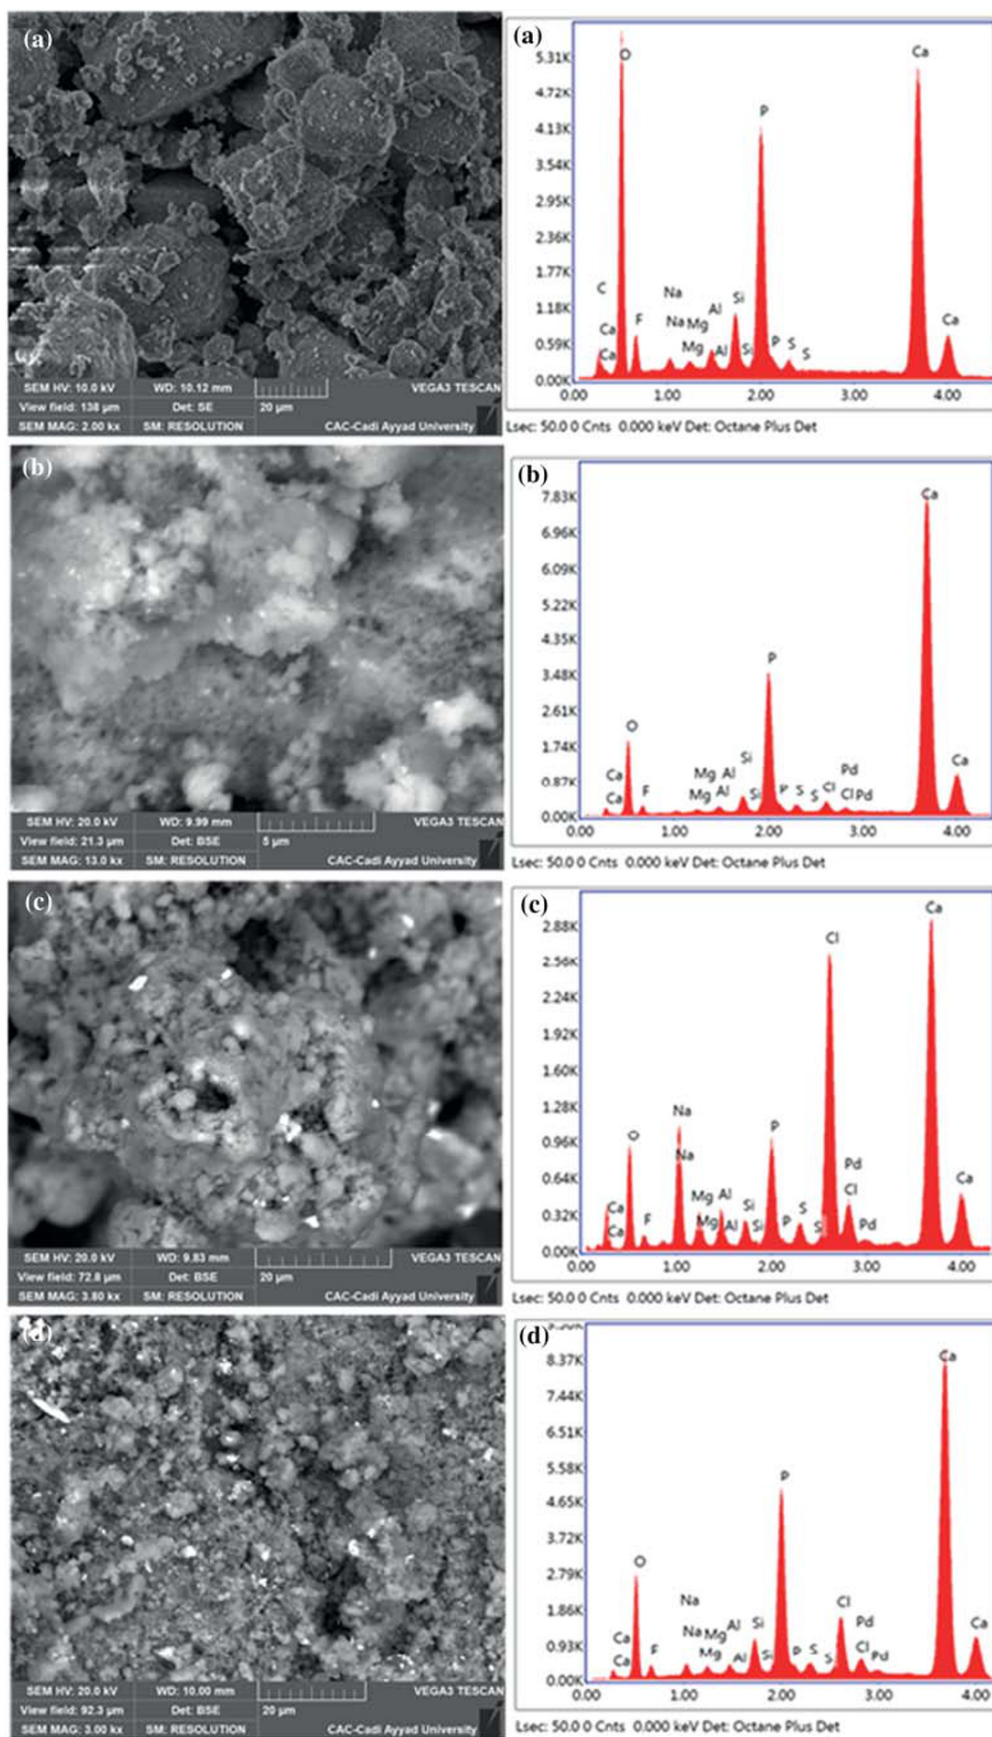 (a)
SEM HV: 10.0 kV WD: 10.12 mm VEGA3 TESCAN
View field: 138 µm Det: SE 20 µm
SEM MAG: 2.00 kx SM: RESOLUTION CAC-Cadi Ayyad University
(a)
5.31K
4.72K
4.13K
3.54K
2.95K
2.36K
1.77K
1.18K
0.59K
0.00K
O
Ca
P
C
Ca
Ca
F
Na
Na
Mg
Mg
Al
Al
Si
Si
P
S
S
Ca
0.00 1.00 2.00 3.00 4.00
Lsec: 50.0 0 Cnts 0.000 keV Det: Octane Plus Det
(b)
SEM HV: 20.0 kV WD: 9.99 mm VEGA3 TESCAN
View field: 21.3 µm Det: BSE 5 µm
SEM MAG: 13.0 kx SM: RESOLUTION CAC-Cadi Ayyad University
(b)
7.83K
6.96K
6.09K
5.22K
4.35K
3.48K
2.61K
1.74K
0.87K
0.00K
Ca
P
O
Ca
Ca
F
Mg
Mg
Al
Al
Si
Si
P
S
S
Cl
Cl
Pd
Pd
Ca
0.00 1.00 2.00 3.00 4.00
Lsec: 50.0 0 Cnts 0.000 keV Det: Octane Plus Det
(c)
SEM HV: 20.0 kV WD: 9.83 mm VEGA3 TESCAN
View field: 72.8 µm Det: BSE 20 µm
SEM MAG: 3.80 kx SM: RESOLUTION CAC-Cadi Ayyad University
(c)
2.88K
2.56K
2.24K
1.92K
1.60K
1.28K
0.96K
0.64K
0.32K
0.00K
Ca
Cl
Na
Na
O
P
Ca
Ca
F
Mg
Mg
Al
Al
Si
Si
P
S
S
Pd
Cl
Pd
Ca
0.00 1.00 2.00 3.00 4.00
Lsec: 50.0 0 Cnts 0.000 keV Det: Octane Plus Det
(d)
SEM HV: 20.0 kV WD: 10.00 mm VEGA3 TESCAN
View field: 92.3 µm Det: BSE 20 µm
SEM MAG: 3.00 kx SM: RESOLUTION CAC-Cadi Ayyad University
(d)
8.37K
7.44K
6.51K
5.58K
4.65K
3.72K
2.79K
1.86K
0.93K
0.00K
Ca
P
O
Ca
Ca
F
Na
Na
Mg
Mg
Al
Al
Si
Si
P
S
S
Cl
Pd
Cl
Pd
Ca
0.00 1.00 2.00 3.00 4.00
Lsec: 50.0 0 Cnts 0.000 keV Det: Octane Plus Det